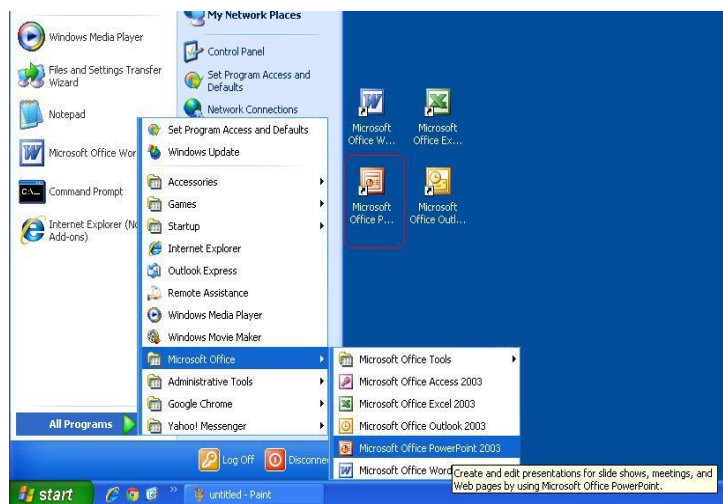 My Network Places
Windows Media Player
Control Panel
Files and Settings Transfer
Wizard
Set Program Access and
Defaults
Notepad
Network Connections
Microsoft Office Wor
Command Prompt
Internet Explorer (No
Add-ons)
All Programs
Set Program Access and Defaults
Windows Update
Accessories
Games
Startup
Internet Explorer
Outlook Express
Remote Assistance
Windows Media Player
Windows Movie Maker
Microsoft Office
Administrative Tools
Google Chrome
Yahoo! Messenger
Microsoft Office Tools
Microsoft Office Access 2003
Microsoft Office Excel 2003
Microsoft Office Outlook 2003
Microsoft Office PowerPoint 2003
Microsoft Office Word
Create and edit presentations for slide shows, meetings, and
Web pages by using Microsoft Office PowerPoint.
Microsoft
Office W...
Microsoft
Office Ex...
Microsoft
Office P...
Microsoft
Office Outl...
Log Off
Disconne
start
untitled - Paint